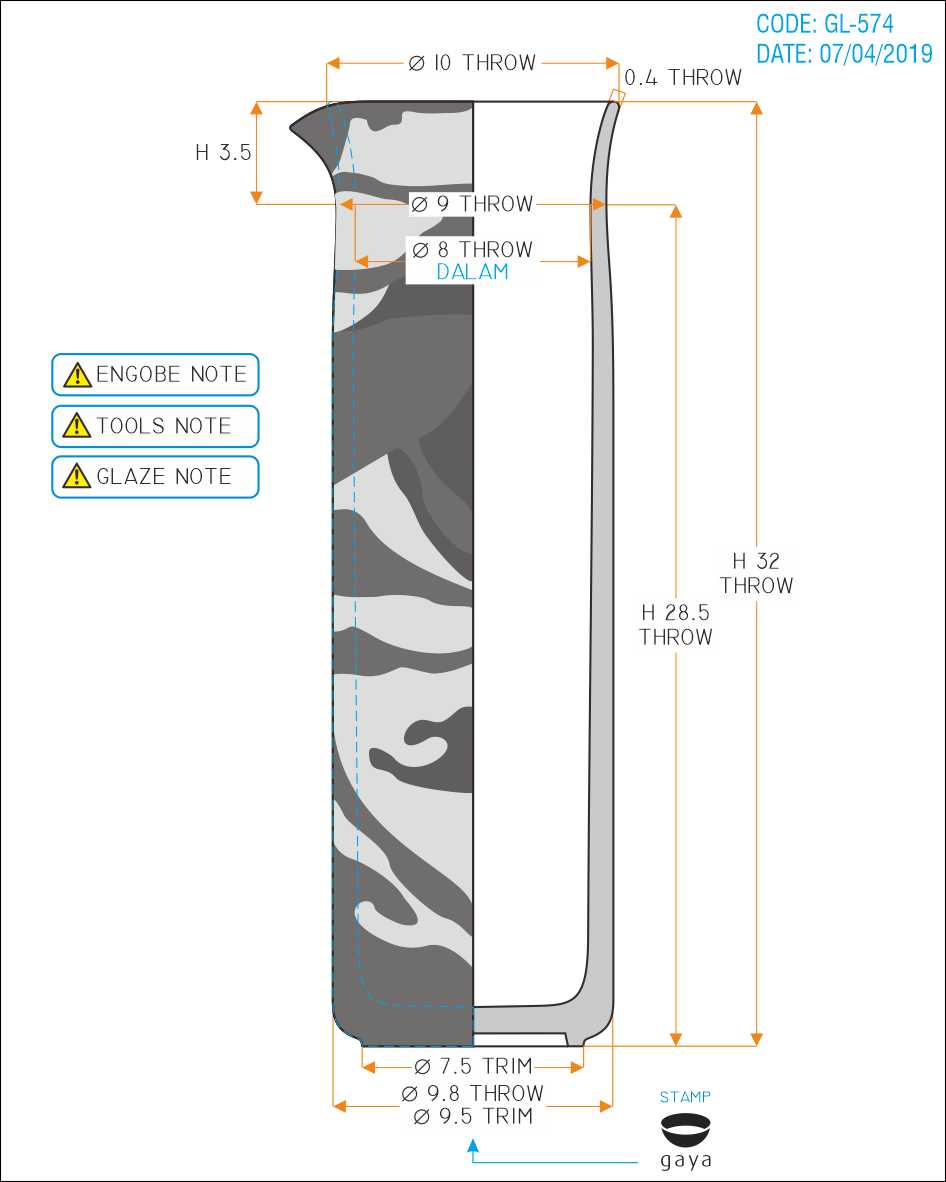 CODE: GL-574
DATE: 07/04/2019
Ø 10 THROW
0.4 THROW
H 3.5
Ø 9 THROW
Ø 8 THROW
DALAM
ENGOBE NOTE
TOOLS NOTE
GLAZE NOTE
H 32
THROW
H 28.5
THROW
Ø 7.5 TRIM
Ø 9.8 THROW
Ø 9.5 TRIM
STAMP
gaya